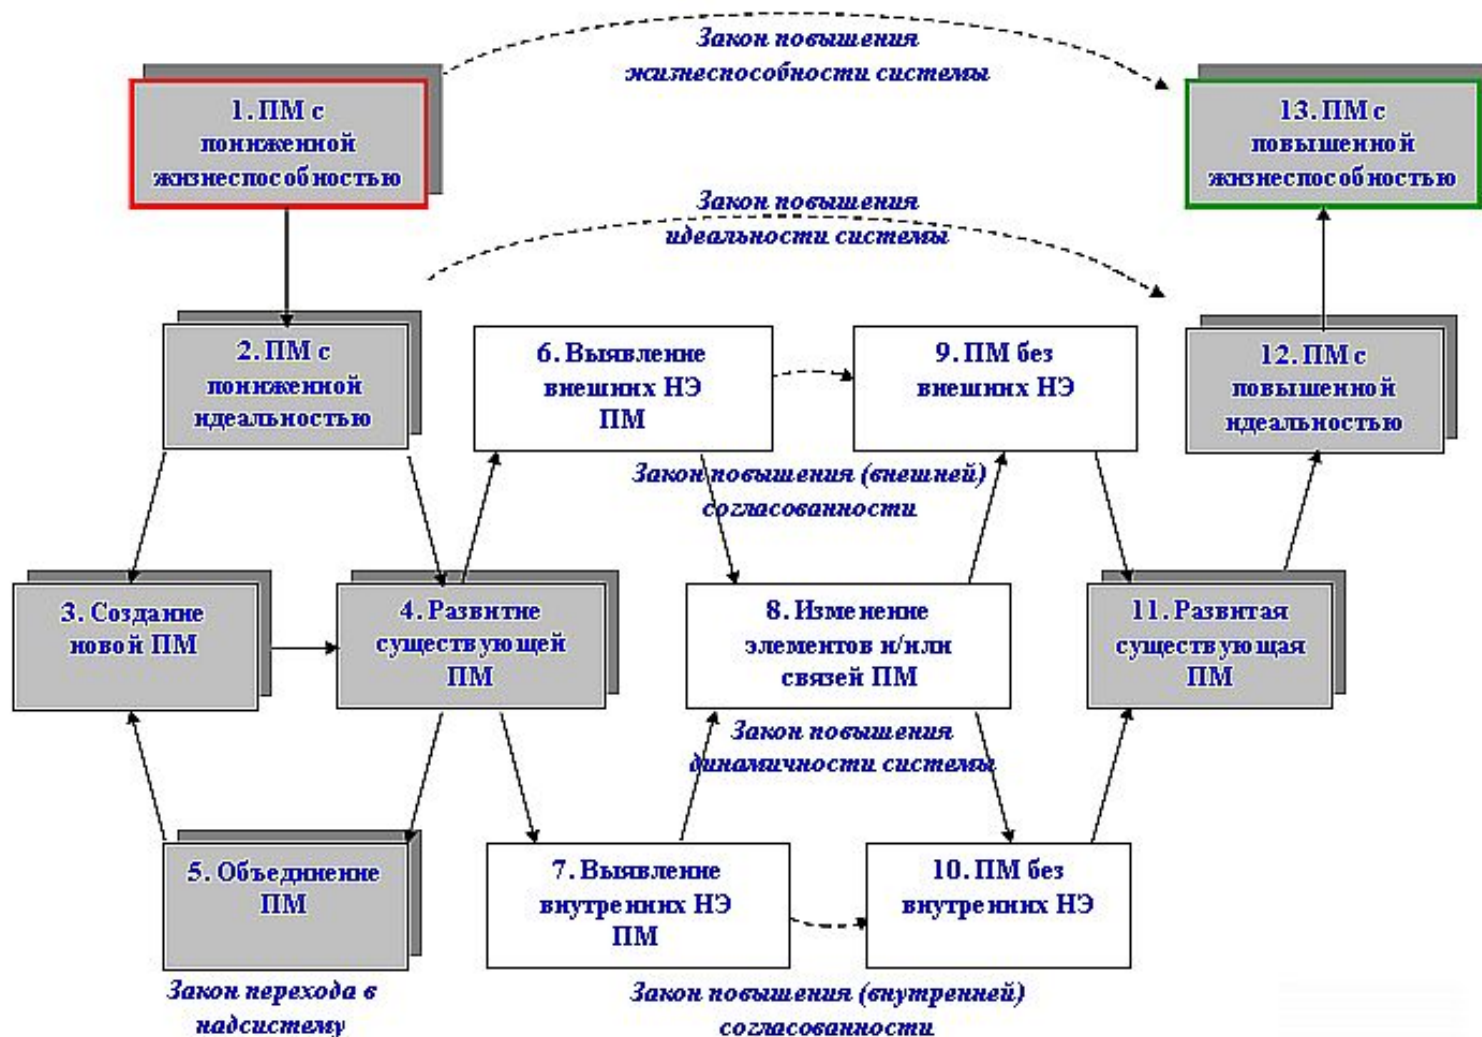 Закон повышения
жизнеспособности системы
1. ПМ с
пониженной
жизнеспособностью
13. ПМ с
повышенной
жизнеспособностью
Закон повышения
идеальности системы
2. ПМ с
пониженной
идеальностью
6. Выявление
внешних НЭ
ПМ
9. ПМ без
внешних НЭ
12. ПМ с
повышенной
идеальностью
Закон повышения (внешней)
согласованности
3. Создание
новой ПМ
4. Развитие
существующей
ПМ
8. Изменение
элементов и/или
связей ПМ
11. Развитая
существующая
ПМ
Закон повышения
динамичности системы
5. Объединение
ПМ
7. Выявление
внутренних НЭ
ПМ
10. ПМ без
внутренних НЭ
Закон перехода в
надсистему
Закон повышения (внутренней)
согласованности